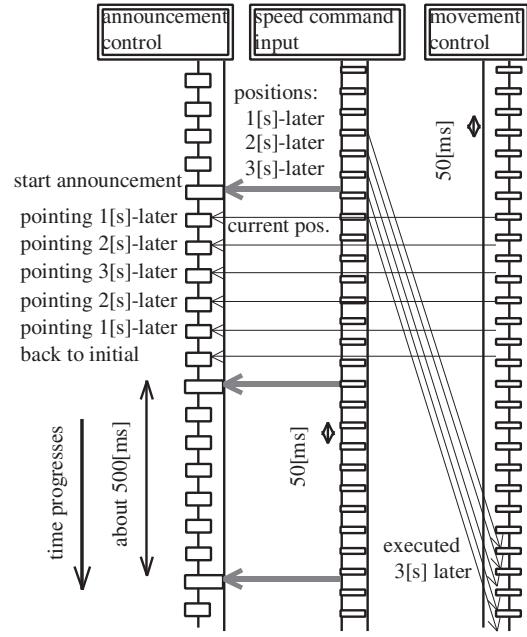 announcement
control
speed command
input
movement
control
positions:
1[s]-later
2[s]-later
3[s]-later
50[ms]
start announcement
pointing 1[s]-later
current pos.
pointing 2[s]-later
pointing 3[s]-later
pointing 2[s]-later
pointing 1[s]-later
back to initial
time progresses
about 500[ms]
50[ms]
executed
3[s] later